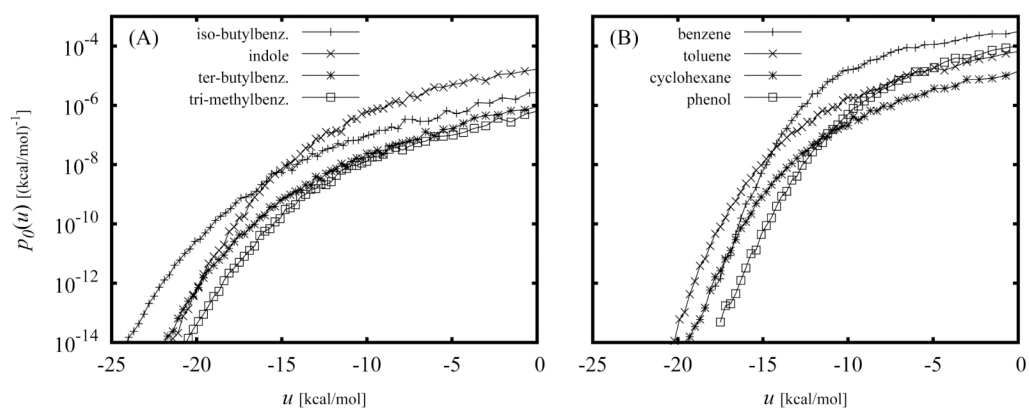 (A)
iso-butylbenz.
indole
ter-butylbenz.
tri-methylbenz.
(B)
benzene
toluene
cyclohexane
phenol
p0(u) [(kcal/mol)-1]
10-4
10-6
10-8
10-10
10-12
10-14
-25 -20 -15 -10 -5 0
-25 -20 -15 -10 -5 0
u [kcal/mol]
u [kcal/mol]